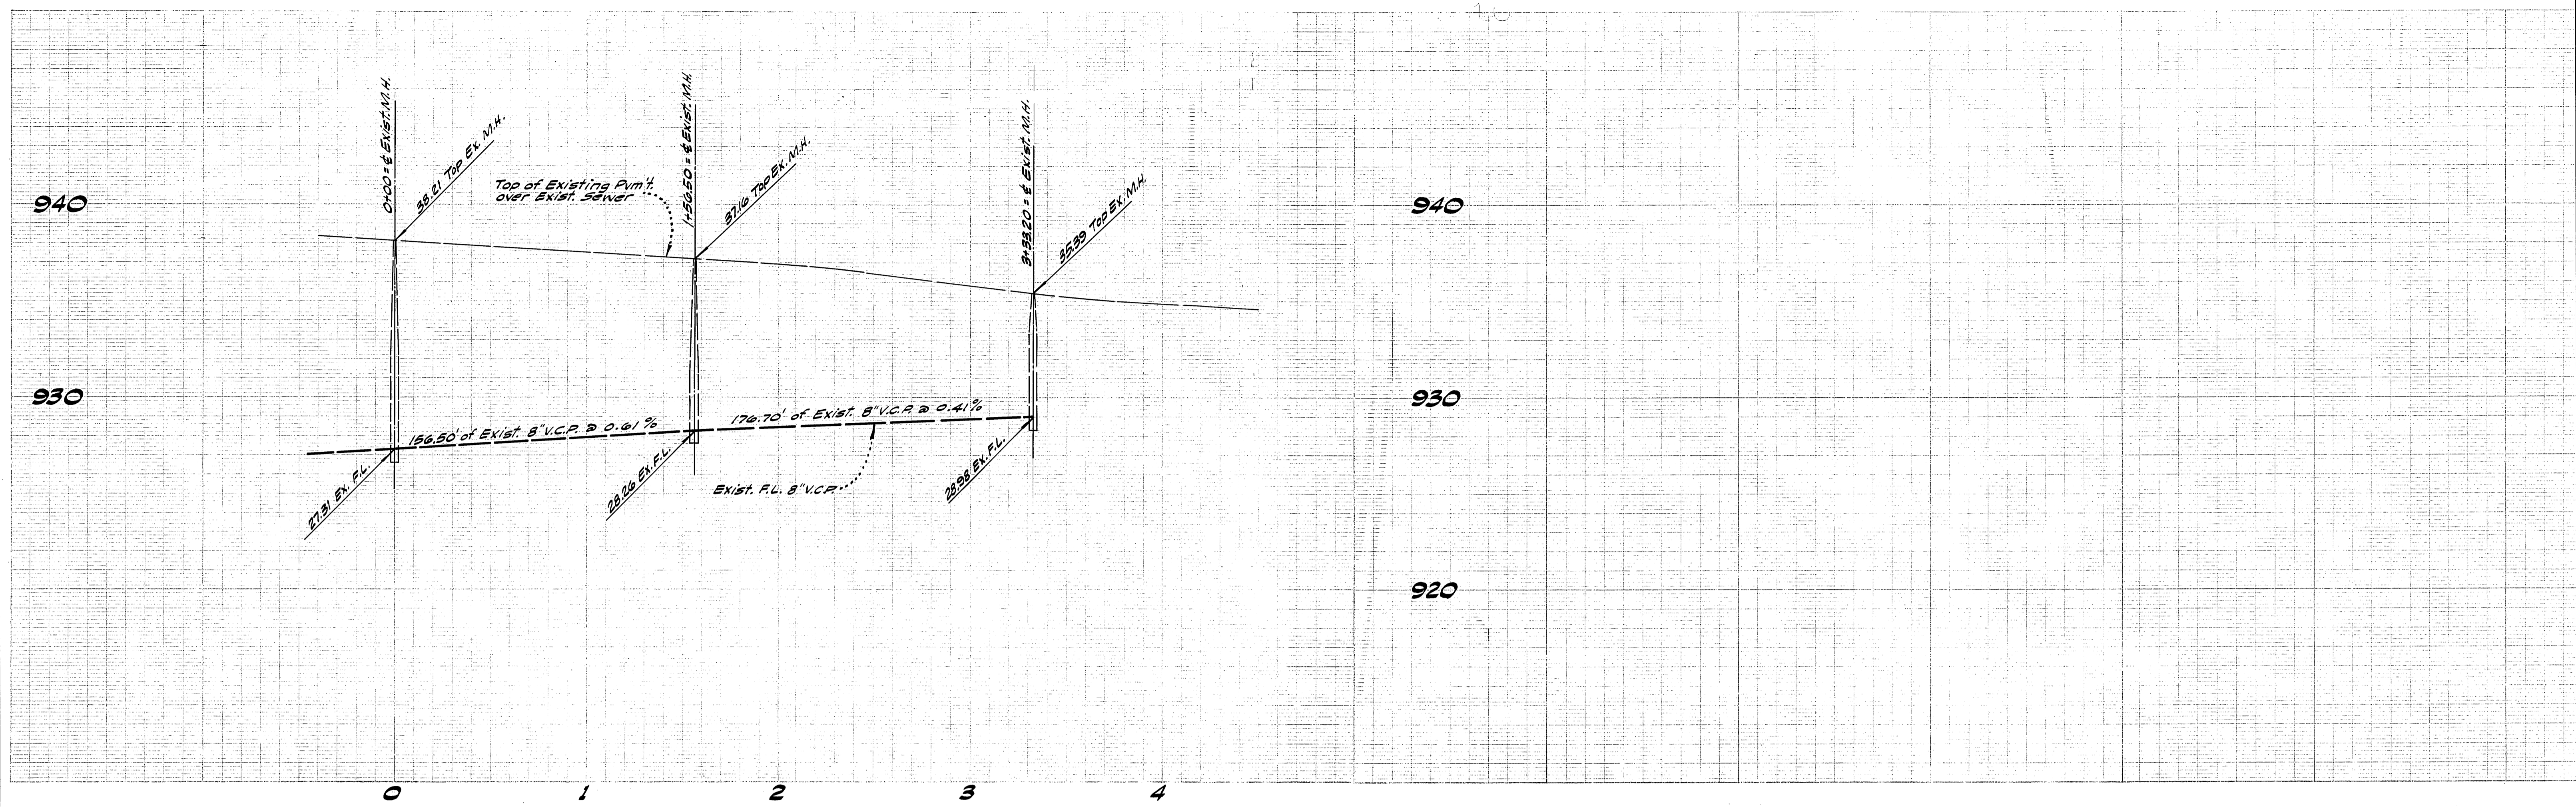 0+00 = ℄ Exist. M.H.
38.21 Top Ex. M.H.
Top of Existing Pvm't.
over Exist. Sewer
1+56.50 = ℄ Exist. M.H.
37.16 Top Ex. M.H.
3+33.20 = ℄ Exist. M.H.
35.39 Top Ex. M.H.
940
940
930
930
156.50' of Exist. 8" V.C.P. @ 0.61 %
176.70' of Exist. 8" V.C.P. @ 0.41 %
27.31 Ex. F.L.
28.26 Ex. F.L.
Exist. F.L. 8" V.C.P.
28.98 Ex. F.L.
920
0 1 2 3 4